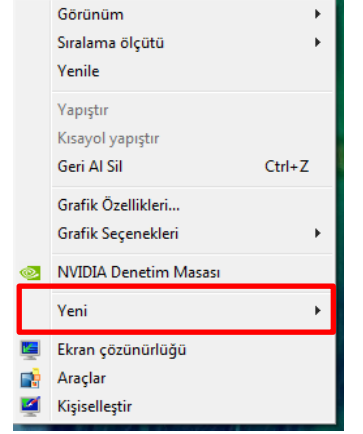 Görünüm
Sıralama ölçütü
Yenile
Yapıştır
Kısayol yapıştır
Geri Al Sil Ctrl+Z
Grafik Özellikleri...
Grafik Seçenekleri
NVIDIA Denetim Masası
Yeni
Ekran çözünürlüğü
Araçlar
Kişiselleştir